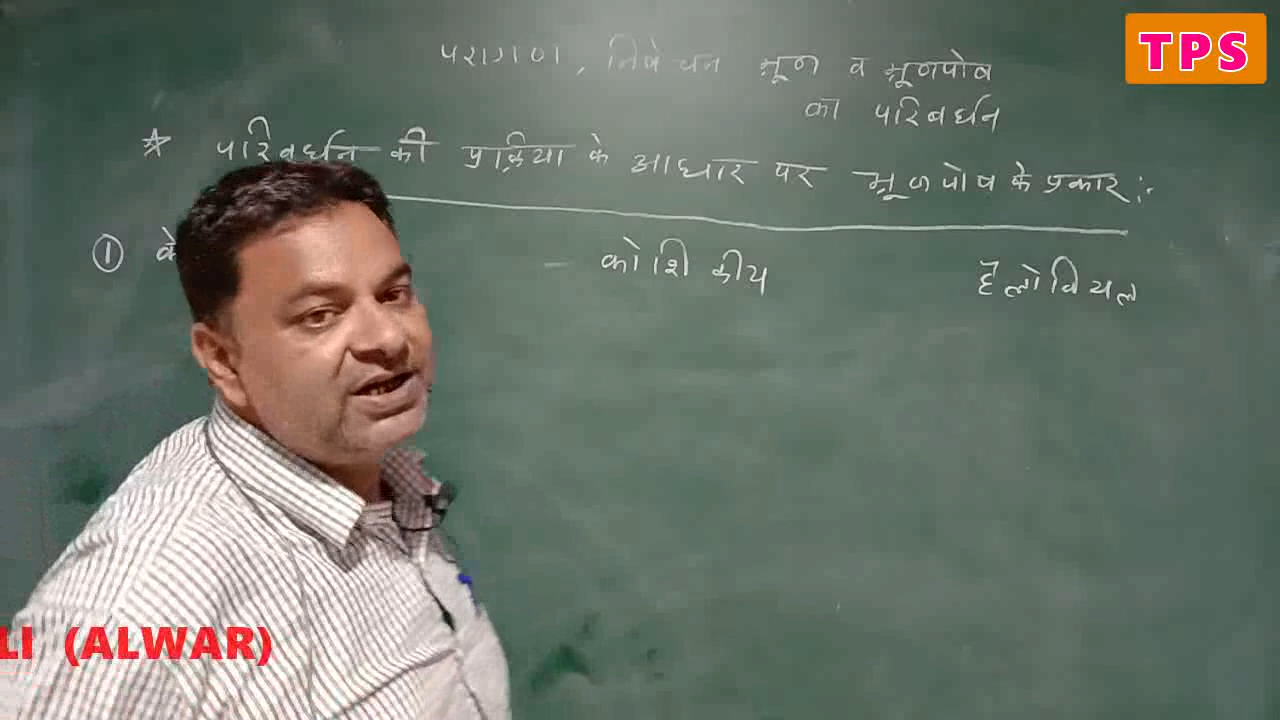 TPS
परागण, निषेचन भ्रूण व भ्रूणपोष
का परिवर्धन
* परिवर्धन की प्रक्रिया के आधार पर भ्रूणपोष के प्रकार :-
① के
कोशिकीय
हैलोबियल
LI (ALWAR)